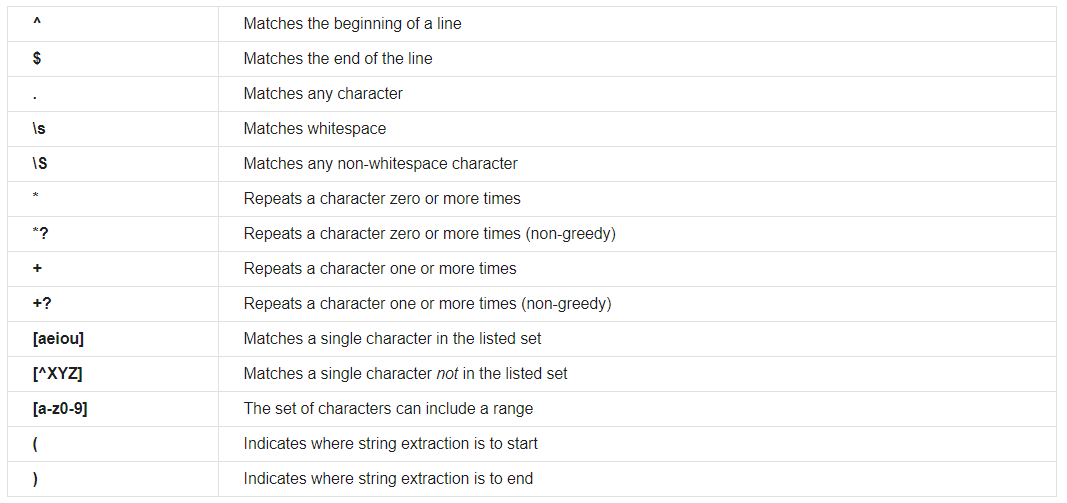 ^ Matches the beginning of a line
$ Matches the end of the line
. Matches any character
\s Matches whitespace
\S Matches any non-whitespace character
* Repeats a character zero or more times
*? Repeats a character zero or more times (non-greedy)
+ Repeats a character one or more times
+? Repeats a character one or more times (non-greedy)
[aeiou] Matches a single character in the listed set
[^XYZ] Matches a single character not in the listed set
[a-z0-9] The set of characters can include a range
( Indicates where string extraction is to start
) Indicates where string extraction is to end